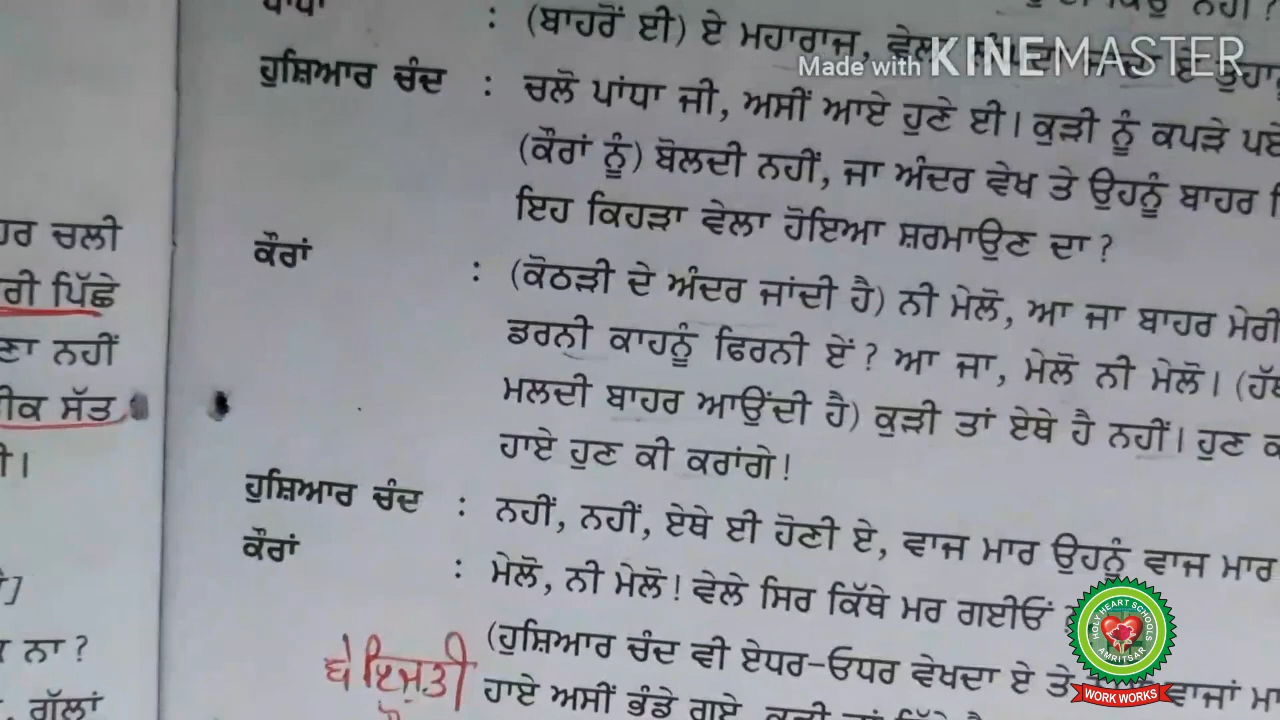 ਪਾਂਧਾ : (ਬਾਹਰੋਂ ਈ) ਏ ਮਹਾਰਾਜ, ਵੇਲਾ
Made with KINEMASTER
ਹੁਸ਼ਿਆਰ ਚੰਦ : ਚਲੋ ਪਾਂਧਾ ਜੀ, ਅਸੀਂ ਆਏ ਹੁਣੇ ਈ। ਕੁੜੀ ਨੂੰ ਕਪੜੇ
(ਕੌਰਾਂ ਨੂੰ) ਬੋਲਦੀ ਨਹੀਂ, ਜਾ ਅੰਦਰ ਵੇਖ ਤੇ ਉਹਨੂੰ ਬਾਹਰ
ਇਹ ਕਿਹੜਾ ਵੇਲਾ ਹੋਇਆ ਸ਼ਰਮਾਉਣ ਦਾ?
ਕੌਰਾਂ : (ਕੋਠੜੀ ਦੇ ਅੰਦਰ ਜਾਂਦੀ ਹੈ) ਨੀ ਮੇਲੋ, ਆ ਜਾ ਬਾਹਰ ਮੇਰੀ
ਡਰਨੀ ਕਾਹਨੂੰ ਫਿਰਨੀ ਏਂ? ਆ ਜਾ, ਮੇਲੋ ਨੀ ਮੇਲੋ।
ਮਲਦੀ ਬਾਹਰ ਆਉਂਦੀ ਹੈ) ਕੁੜੀ ਤਾਂ ਏਥੇ ਹੈ ਨਹੀਂ। ਹੁਣ
ਹਾਏ ਹੁਣ ਕੀ ਕਰਾਂਗੇ!
ਹੁਸ਼ਿਆਰ ਚੰਦ : ਨਹੀਂ, ਨਹੀਂ, ਏਥੇ ਈ ਹੋਣੀ ਏ, ਵਾਜ ਮਾਰ ਉਹਨੂੰ ਵਾਜ ਮਾਰ
ਕੌਰਾਂ : ਮੇਲੋ, ਨੀ ਮੇਲੋ! ਵੇਲੇ ਸਿਰ ਕਿੱਥੇ ਮਰ ਗਈਓਂ
(ਹੁਸ਼ਿਆਰ ਚੰਦ ਵੀ ਏਧਰ-ਓਧਰ ਵੇਖਦਾ ਏ ਤੇ ਵਾਜਾਂ
ਹਾਏ ਅਸੀਂ ਭੰਡੇ ਗਏ,
ਬੇਇਜ਼ਤੀ
ਚਲੀ
ਪਿੱਛੇ
ਨਹੀਂ
ਸੱਤ
ਨਾ?
ਗੱਲਾਂ
HOLY HEART SCHOOLS
AMRITSAR
WORK WORKS